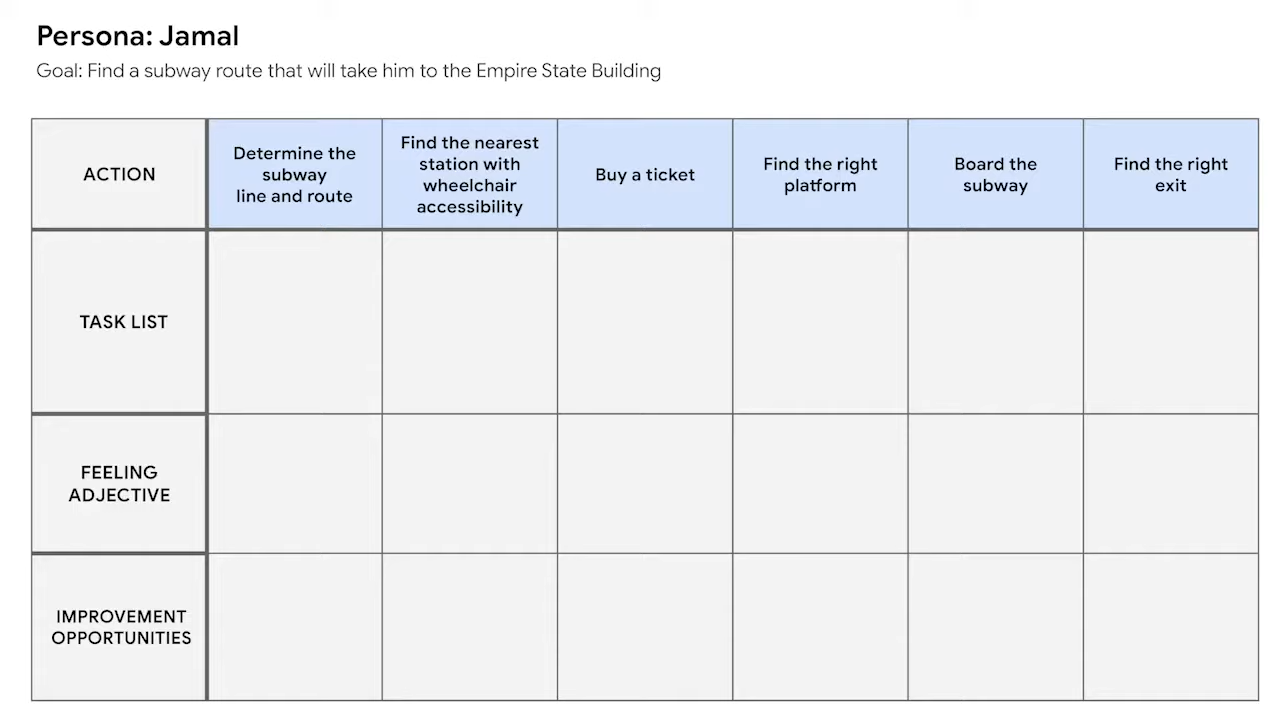 Persona: Jamal
Goal: Find a subway route that will take him to the Empire State Building
ACTION
Determine the
subway
line and route
Find the nearest
station with
wheelchair
accessibility
Buy a ticket
Find the right
platform
Board the
subway
Find the right
exit
TASK LIST
FEELING
ADJECTIVE
IMPROVEMENT
OPPORTUNITIES